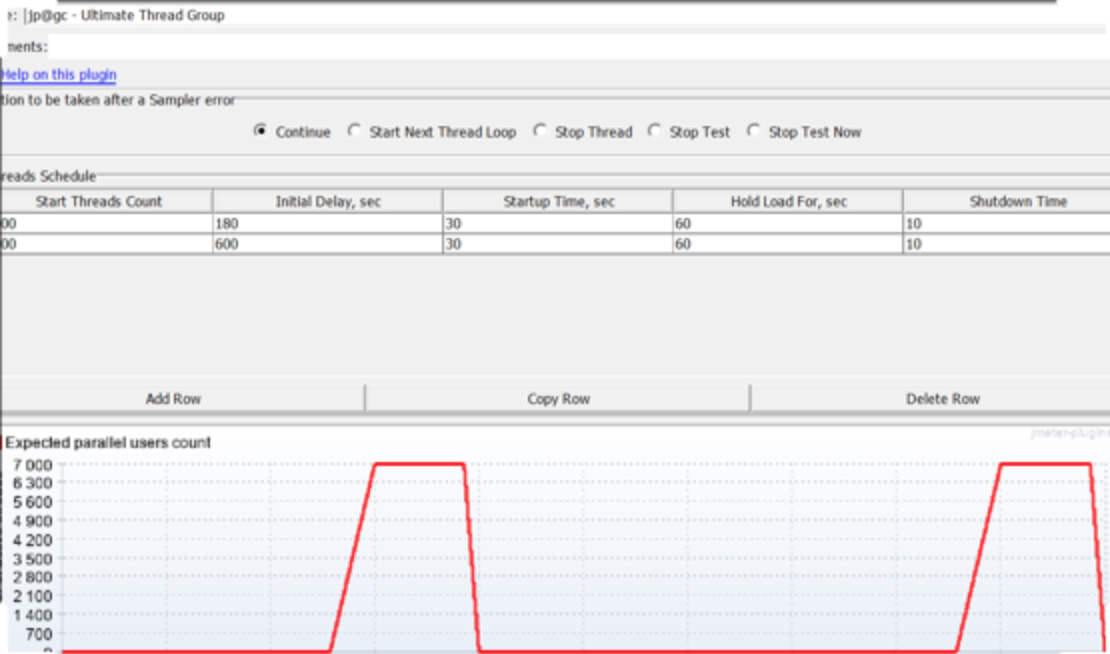 e: jp@gc - Ultimate Thread Group
ments:
Help on this plugin
tion to be taken after a Sampler error
Continue Start Next Thread Loop Stop Thread Stop Test Stop Test Now
reads Schedule
Start Threads Count Initial Delay, sec Startup Time, sec Hold Load For, sec Shutdown Time
00 180 30 60 10
00 600 30 60 10
Add Row Copy Row Delete Row
jmeter-plugins
Expected parallel users count
7 000
6 300
5 600
4 900
4 200
3 500
2 800
2 100
1 400
700
0